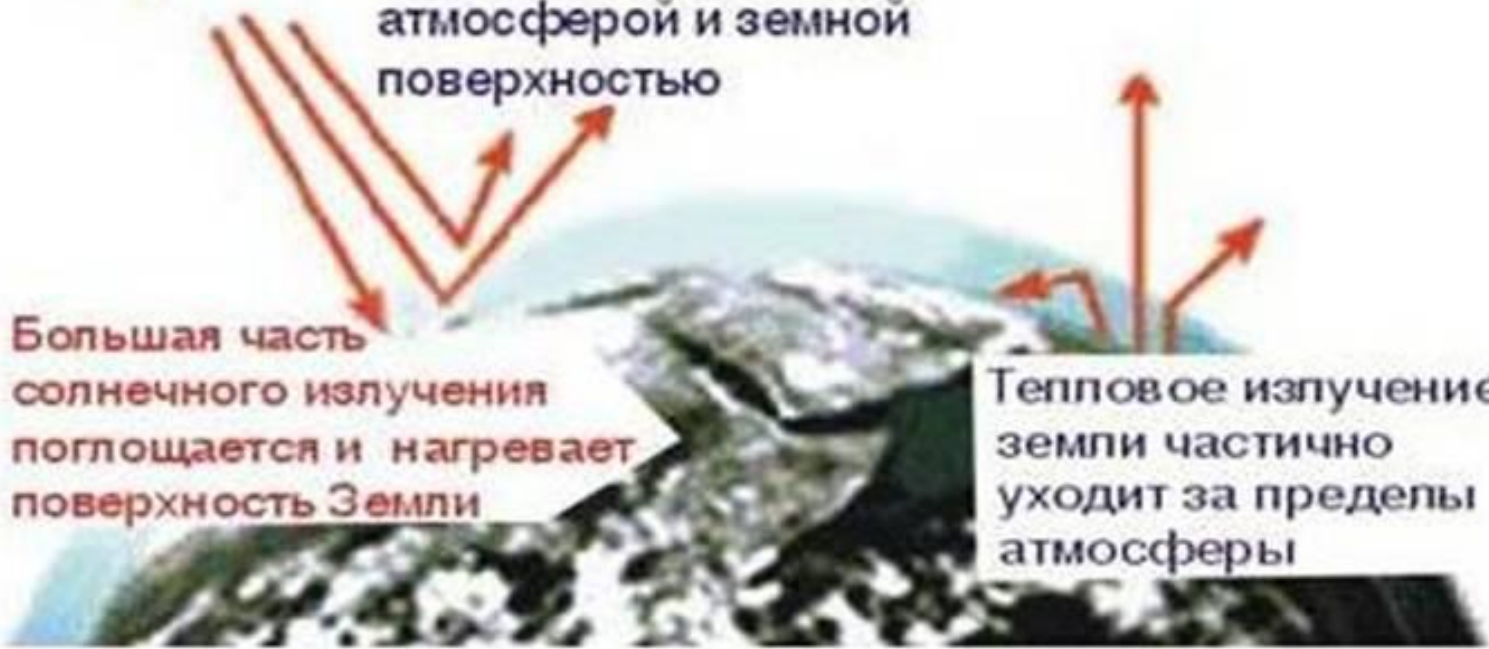 атмосферой и земной
поверхностью
Большая часть
солнечного излучения
поглощается и нагревает
поверхность Земли
Тепловое излучение
земли частично
уходит за пределы
атмосферы